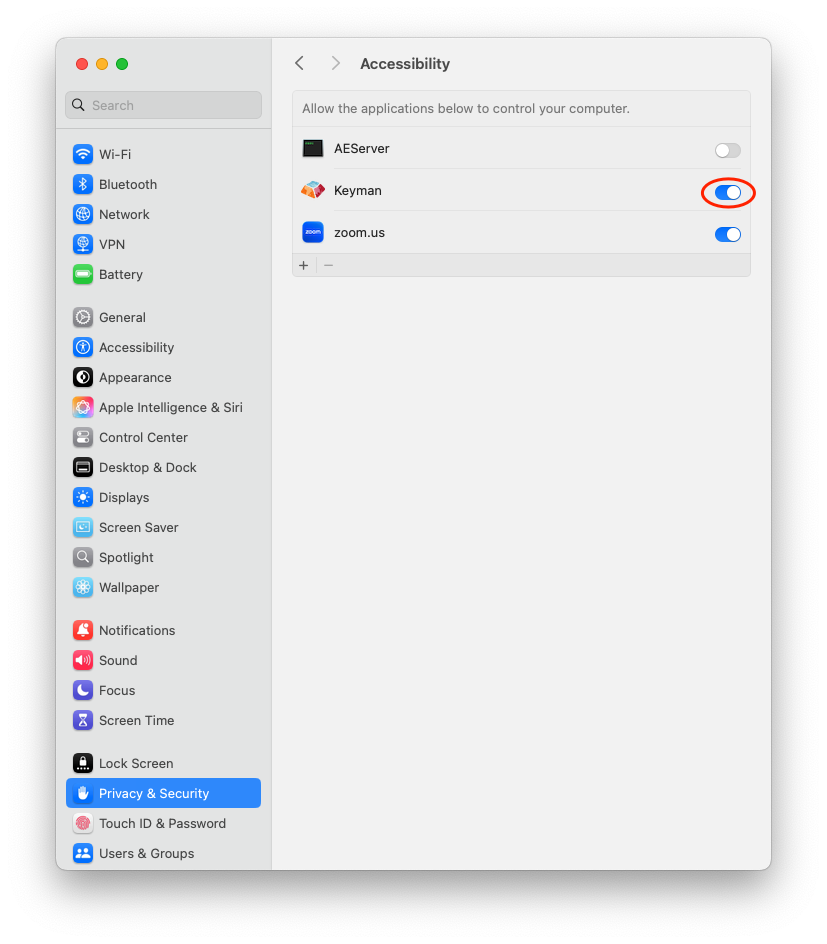 Accessibility
Search
Allow the applications below to control your computer.
AEServer
Keyman
zoom
zoom.us
+
−
Wi-Fi
Bluetooth
Network
VPN
Battery
General
Accessibility
Appearance
Apple Intelligence & Siri
Control Center
Desktop & Dock
Displays
Screen Saver
Spotlight
Wallpaper
Notifications
Sound
Focus
Screen Time
Lock Screen
Privacy & Security
Touch ID & Password
Users & Groups